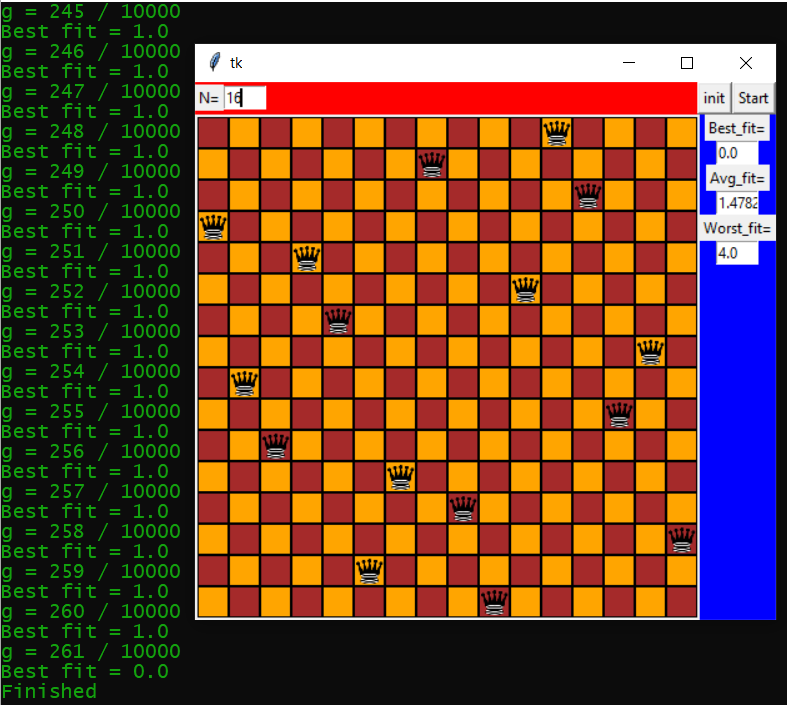 g = 245 / 10000
Best fit = 1.0
g = 246 / 10000
Best fit = 1.0
g = 247 / 10000
Best fit = 1.0
g = 248 / 10000
Best fit = 1.0
g = 249 / 10000
Best fit = 1.0
g = 250 / 10000
Best fit = 1.0
g = 251 / 10000
Best fit = 1.0
g = 252 / 10000
Best fit = 1.0
g = 253 / 10000
Best fit = 1.0
g = 254 / 10000
Best fit = 1.0
g = 255 / 10000
Best fit = 1.0
g = 256 / 10000
Best fit = 1.0
g = 257 / 10000
Best fit = 1.0
g = 258 / 10000
Best fit = 1.0
g = 259 / 10000
Best fit = 1.0
g = 260 / 10000
Best fit = 1.0
g = 261 / 10000
Best fit = 0.0
Finished
tk
N= 16 init Start
Best_fit=
0.0
Avg_fit=
1.4782
Worst_fit=
4.0